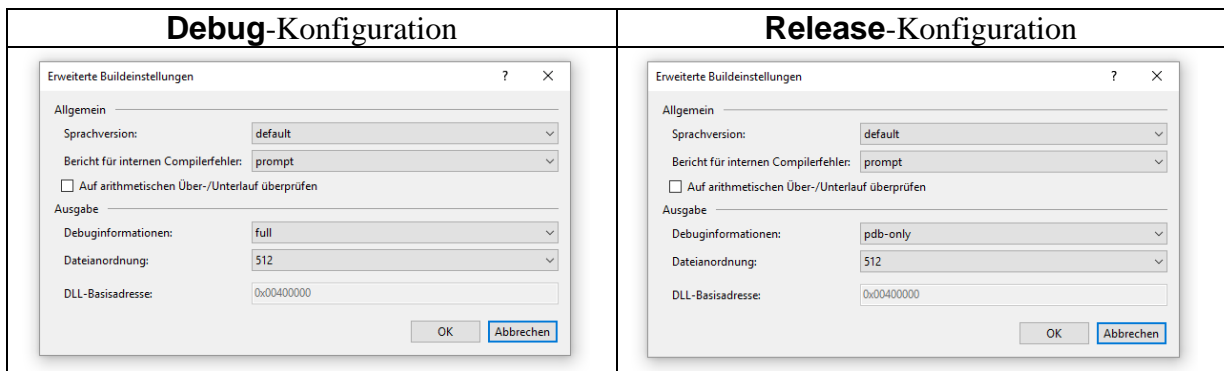 Debug-Konfiguration
Erweiterte Buildeinstellungen ? ×
Allgemein
Sprachversion: default
Bericht für internen Compilerfehler: prompt
Auf arithmetischen Über-/Unterlauf überprüfen
Ausgabe
Debuginformationen: full
Dateianordnung: 512
DLL-Basisadresse: 0x00400000
OK Abbrechen
Release-Konfiguration
Erweiterte Buildeinstellungen ? ×
Allgemein
Sprachversion: default
Bericht für internen Compilerfehler: prompt
Auf arithmetischen Über-/Unterlauf überprüfen
Ausgabe
Debuginformationen: pdb-only
Dateianordnung: 512
DLL-Basisadresse: 0x00400000
OK Abbrechen